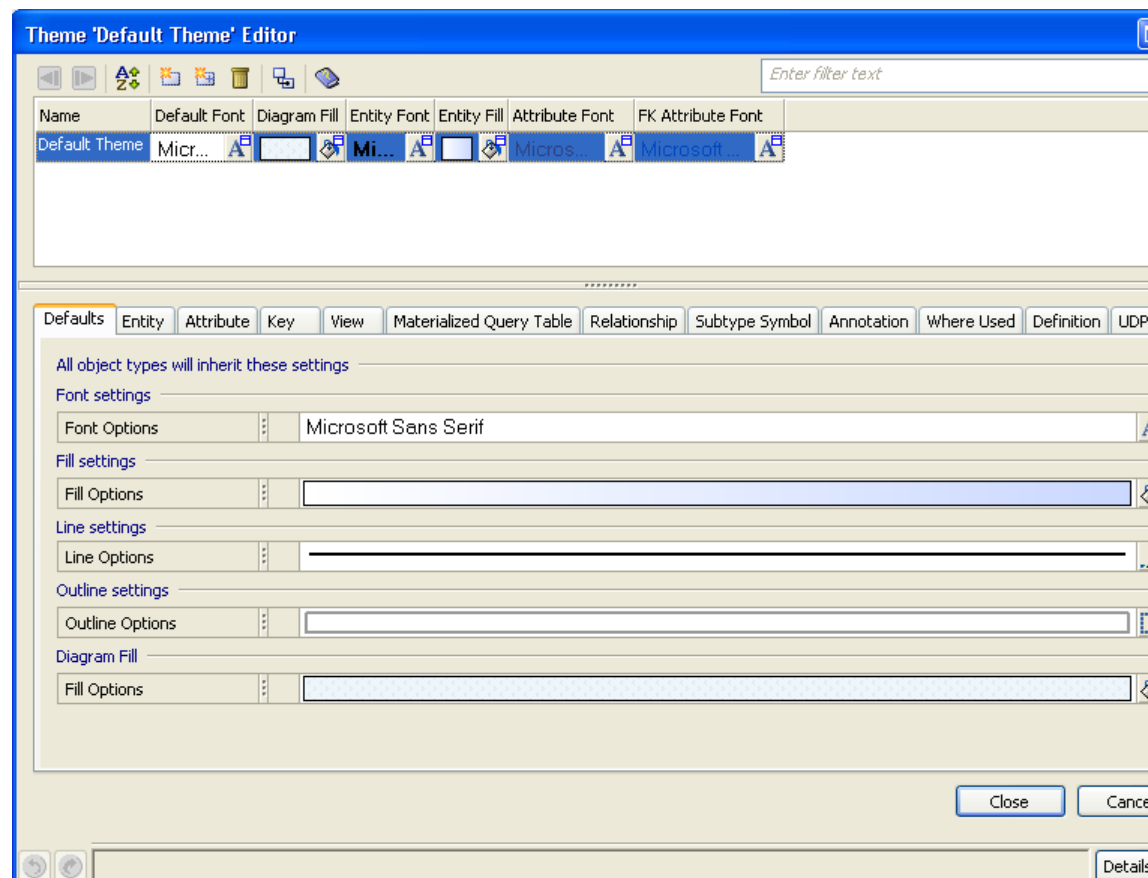 Theme 'Default Theme' Editor
Enter filter text
Name Default Font Diagram Fill Entity Font Entity Fill Attribute Font FK Attribute Font
Default Theme Micr... Mi... Micros... Microsoft ...
Defaults Entity Attribute Key View Materialized Query Table Relationship Subtype Symbol Annotation Where Used Definition UDP
All object types will inherit these settings
Font settings
Font Options Microsoft Sans Serif
Fill settings
Fill Options
Line settings
Line Options
Outline settings
Outline Options
Diagram Fill
Fill Options
Close Cance
Details